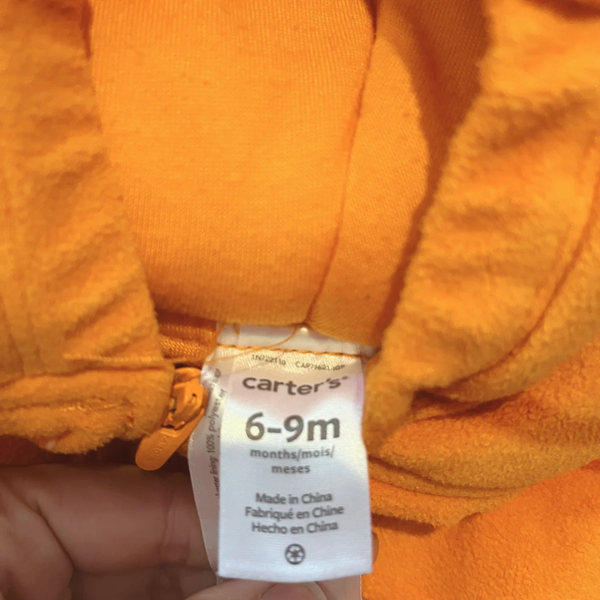 carter's
6-9m
months/mois/
meses
Made in China
Fabriqué en Chine
Hecho en China